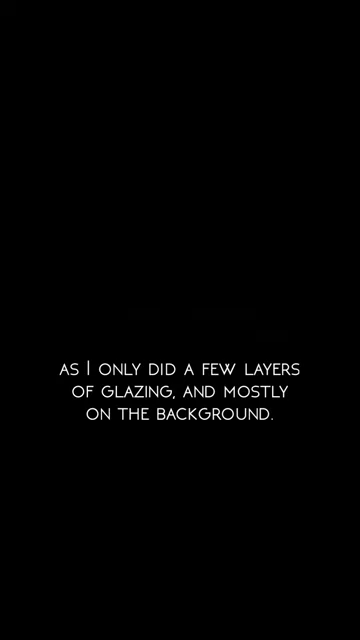 AS I ONLY DID A FEW LAYERS
OF GLAZING, AND MOSTLY
ON THE BACKGROUND.